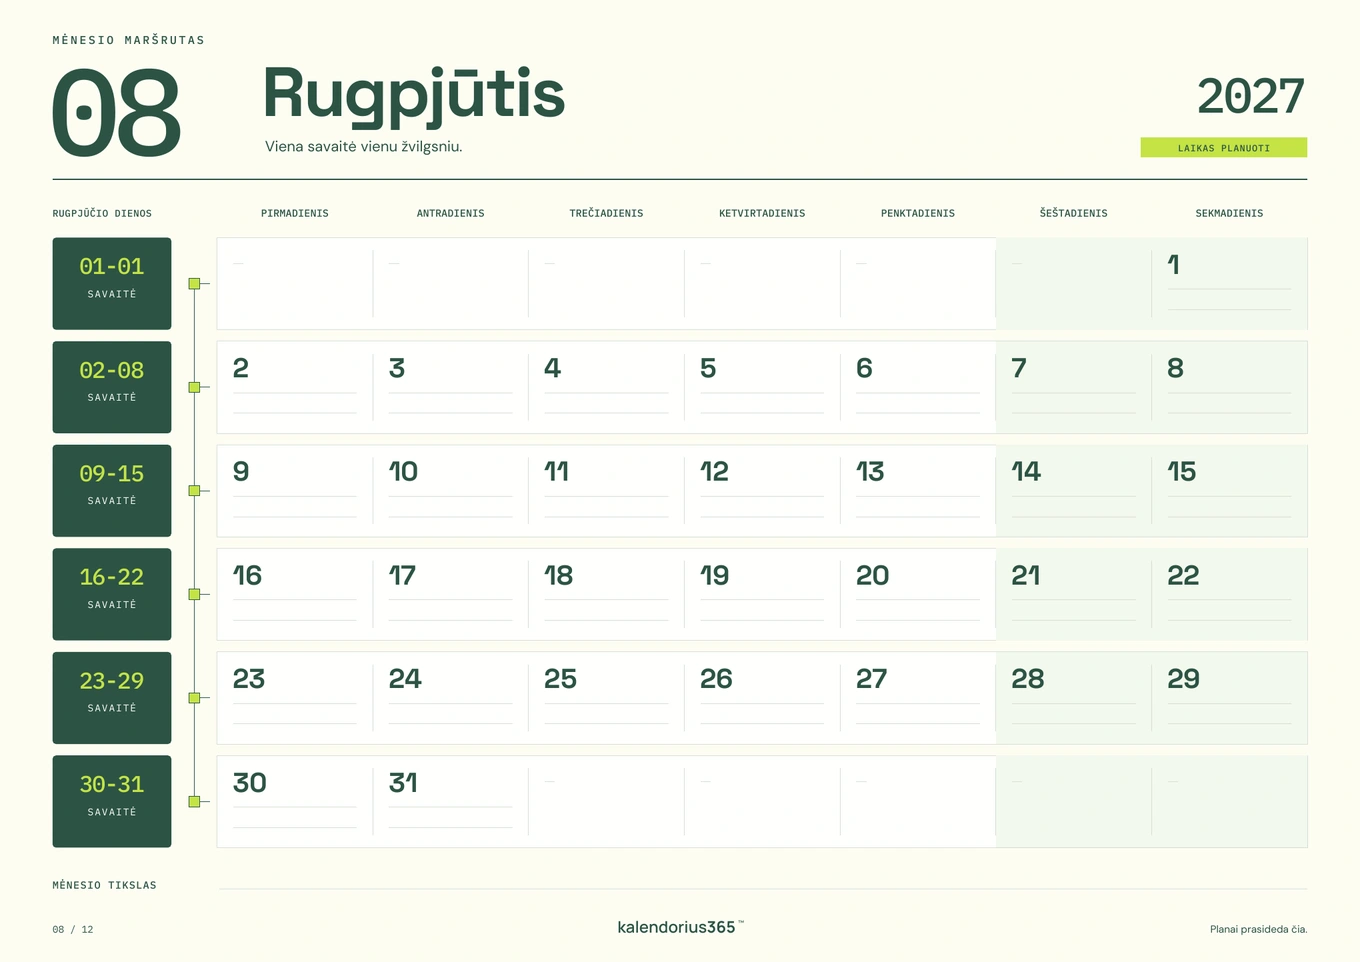 MĖNESIO MARŠRUTAS
08
Rugpjūtis
Viena savaitė vienu žvilgsniu.
2027
LAIKAS PLANUOTI
RUGPJŪČIO DIENOS PIRMADIENIS ANTRADIENIS TREČIADIENIS KETVIRTADIENIS PENKTADIENIS ŠEŠTADIENIS SEKMADIENIS
01-01 — — — — — — 1
SAVAITĖ
02-08 2 3 4 5 6 7 8
SAVAITĖ
09-15 9 10 11 12 13 14 15
SAVAITĖ
16-22 16 17 18 19 20 21 22
SAVAITĖ
23-29 23 24 25 26 27 28 29
SAVAITĖ
30-31 30 31 — — — — —
SAVAITĖ
MĖNESIO TIKSLAS
08 / 12
kalendorius365™
Planai prasideda čia.